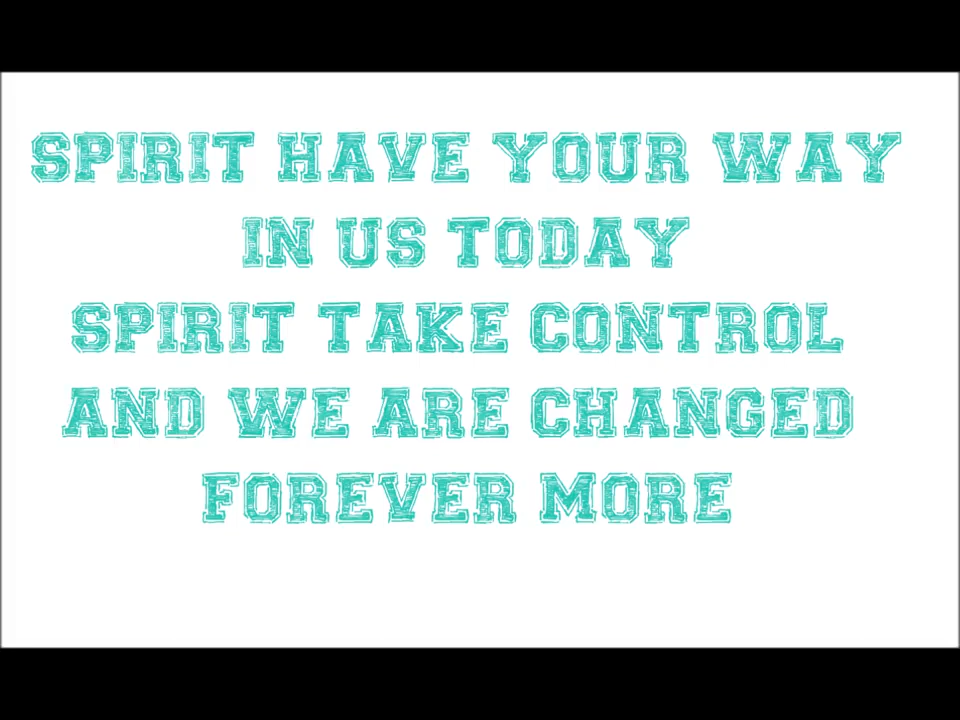 SPIRIT HAVE YOUR WAY
IN US TODAY
SPIRIT TAKE CONTROL
AND WE ARE CHANGED
FOREVER MORE